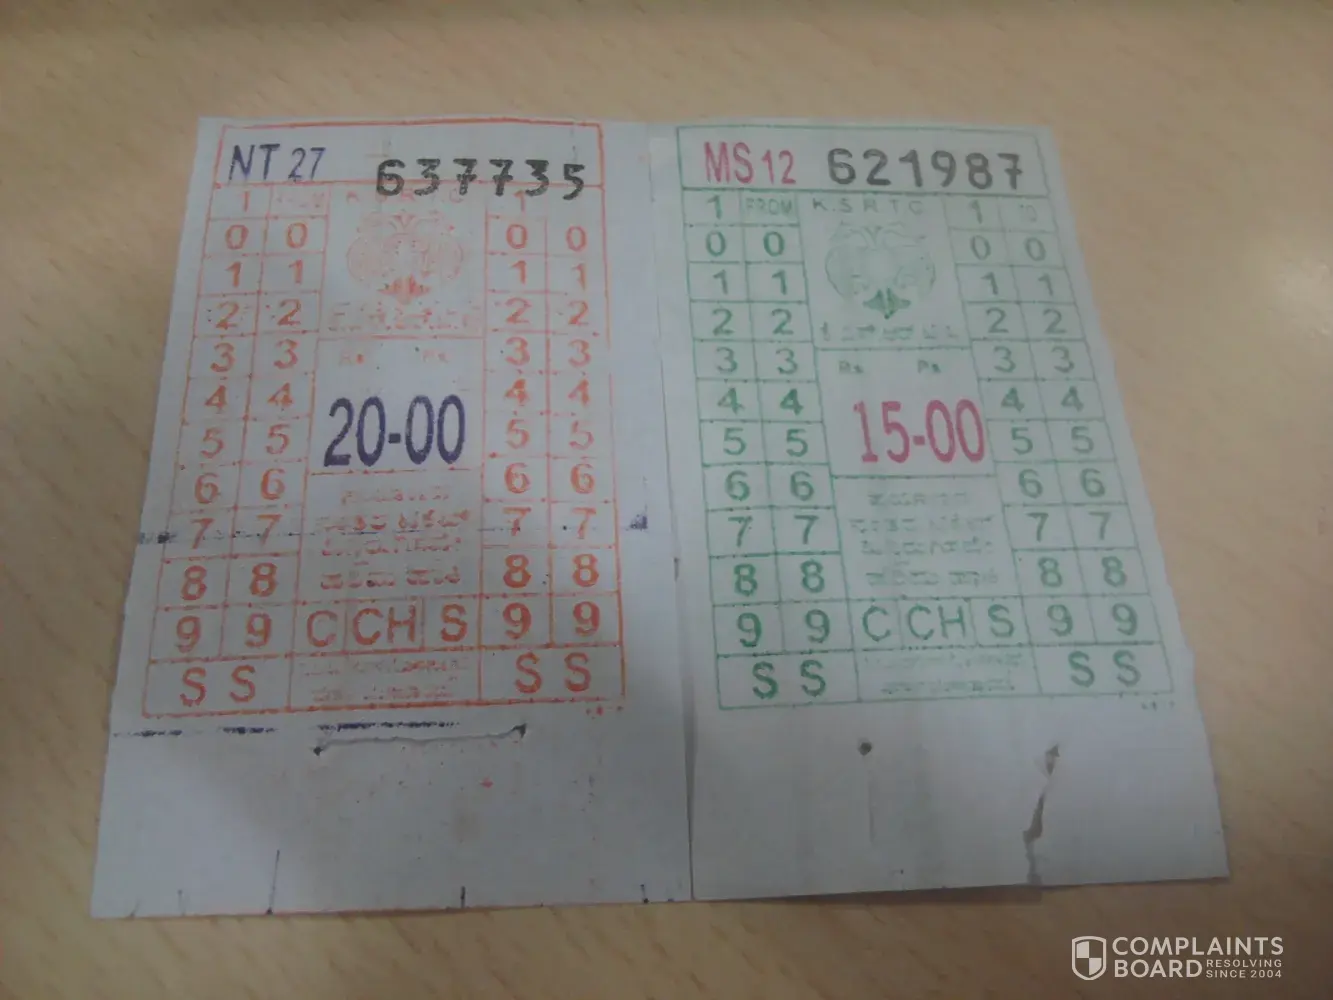 NT 27 637735
1 FROM K.S.R.T.C 1
0 0 0 0
1 1 1 1
2 2 2 2
Rs Ps
3 3 3 3
4 4 4 4
20-00
5 5 5 5
6 6 6 6
7 7 7 7
8 8 8 8
9 9 C CCH S 9 9
S S S S
MS 12 621987
1 FROM K.S.R.T.C 1 TO
0 0 0 0
1 1 1 1
2 2 2 2
3 3 Rs Ps 3 3
4 4 4 4
15-00
5 5 5 5
6 6 6 6
7 7 7 7
8 8 8 8
9 9 C CCH S 9 9
S S S S
COMPLAINTS
BOARD RESOLVING
SINCE 2004